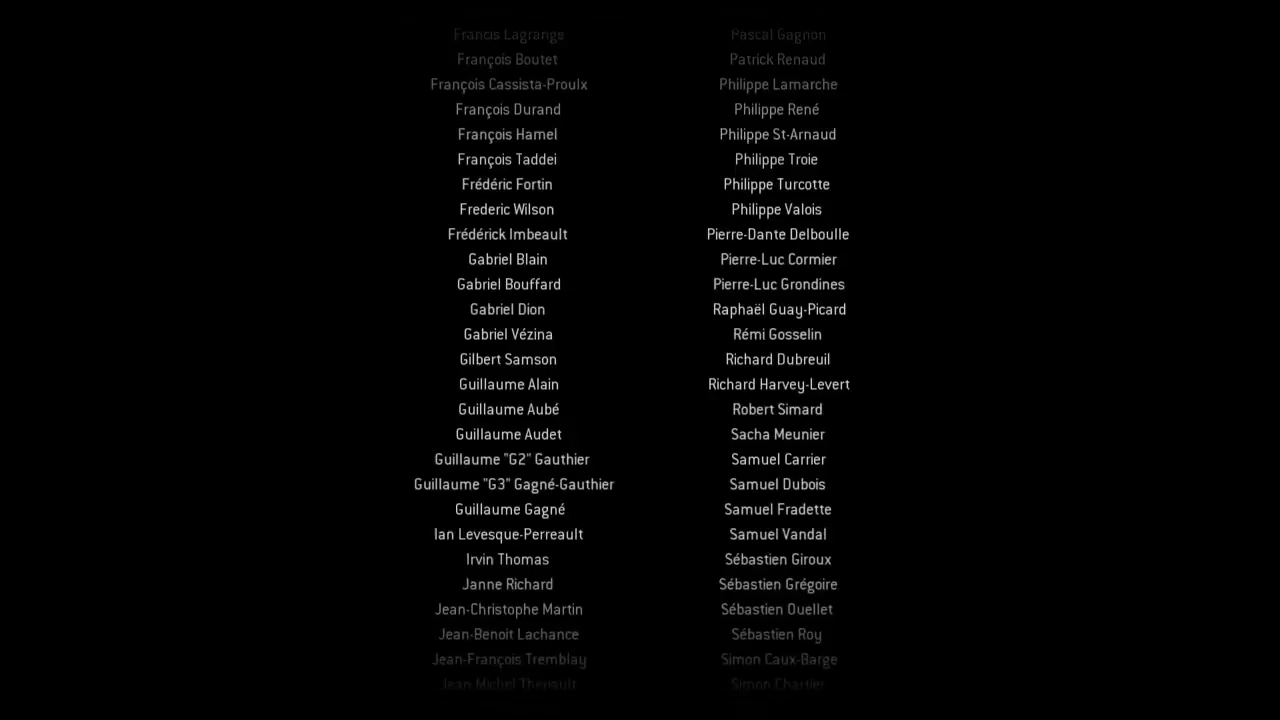 Francis Lagrange
François Boutet
François Cassista-Proulx
François Durand
François Hamel
François Taddei
Frédéric Fortin
Frederic Wilson
Frédérick Imbeault
Gabriel Blain
Gabriel Bouffard
Gabriel Dion
Gabriel Vézina
Gilbert Samson
Guillaume Alain
Guillaume Aubé
Guillaume Audet
Guillaume "G2" Gauthier
Guillaume "G3" Gagné-Gauthier
Guillaume Gagné
Ian Levesque-Perreault
Irvin Thomas
Janne Richard
Jean-Christophe Martin
Jean-Benoit Lachance
Jean-François Tremblay
Jean-Michel Theriault
Pascal Gagnon
Patrick Renaud
Philippe Lamarche
Philippe René
Philippe St-Arnaud
Philippe Troie
Philippe Turcotte
Philippe Valois
Pierre-Dante Delboulle
Pierre-Luc Cormier
Pierre-Luc Grondines
Raphaël Guay-Picard
Rémi Gosselin
Richard Dubreuil
Richard Harvey-Levert
Robert Simard
Sacha Meunier
Samuel Carrier
Samuel Dubois
Samuel Fradette
Samuel Vandal
Sébastien Giroux
Sébastien Grégoire
Sébastien Ouellet
Sébastien Roy
Simon Caux-Barge
Simon Chartier